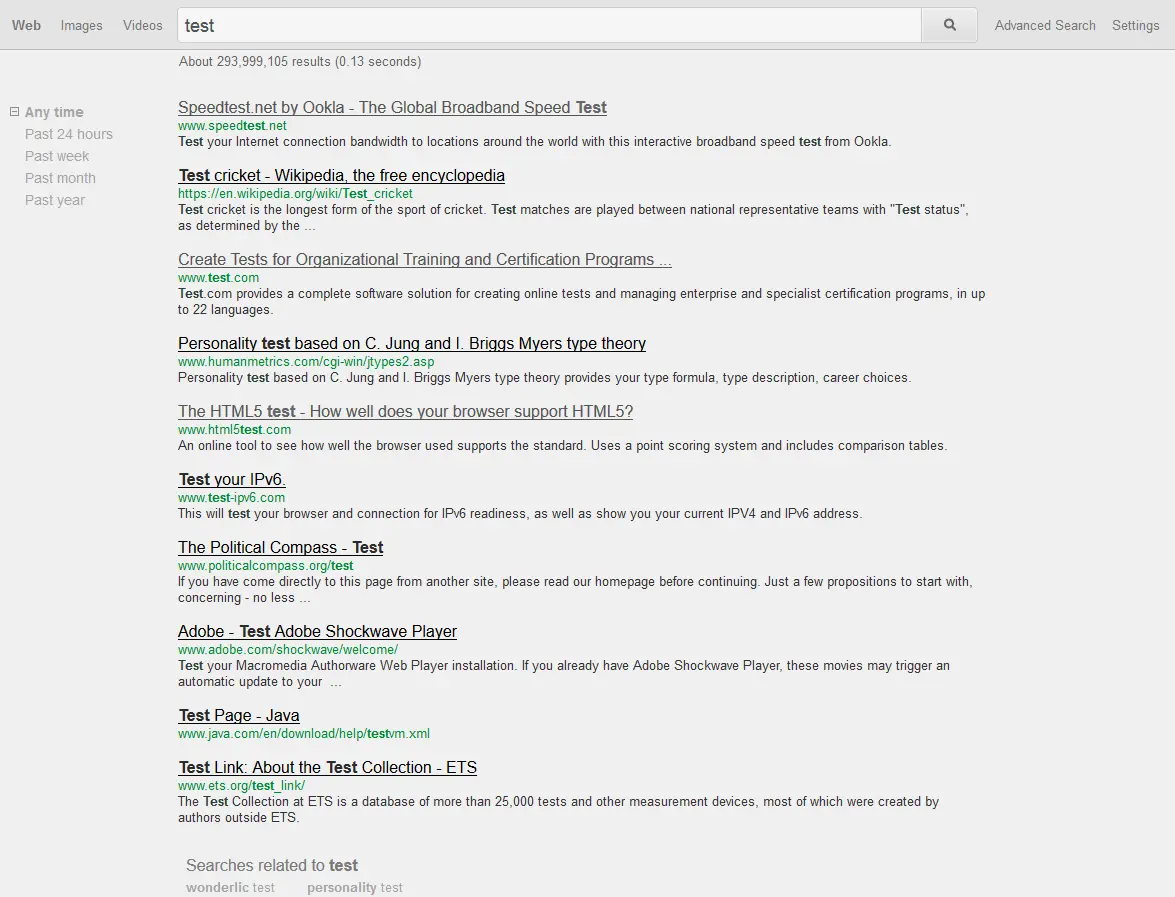 Web Images Videos test Advanced Search Settings
About 293,999,105 results (0.13 seconds)
Any time
Past 24 hours
Past week
Past month
Past year
Speedtest.net by Ookla - The Global Broadband Speed Test
www.speedtest.net
Test your Internet connection bandwidth to locations around the world with this interactive broadband speed test from Ookla.
Test cricket - Wikipedia, the free encyclopedia
https://en.wikipedia.org/wiki/Test_cricket
Test cricket is the longest form of the sport of cricket. Test matches are played between national representative teams with "Test status",
as determined by the ...
Create Tests for Organizational Training and Certification Programs ...
www.test.com
Test.com provides a complete software solution for creating online tests and managing enterprise and specialist certification programs, in up
to 22 languages.
Personality test based on C. Jung and I. Briggs Myers type theory
www.humanmetrics.com/cgi-win/jtypes2.asp
Personality test based on C. Jung and I. Briggs Myers type theory provides your type formula, type description, career choices.
The HTML5 test - How well does your browser support HTML5?
www.html5test.com
An online tool to see how well the browser used supports the standard. Uses a point scoring system and includes comparison tables.
Test your IPv6.
www.test-ipv6.com
This will test your browser and connection for IPv6 readiness, as well as show you your current IPV4 and IPv6 address.
The Political Compass - Test
www.politicalcompass.org/test
If you have come directly to this page from another site, please read our homepage before continuing. Just a few propositions to start with,
concerning - no less ...
Adobe - Test Adobe Shockwave Player
www.adobe.com/shockwave/welcome/
Test your Macromedia Authorware Web Player installation. If you already have Adobe Shockwave Player, these movies may trigger an
automatic update to your ...
Test Page - Java
www.java.com/en/download/help/testvm.xml
Test Link: About the Test Collection - ETS
www.ets.org/test_link/
The Test Collection at ETS is a database of more than 25,000 tests and other measurement devices, most of which were created by
authors outside ETS.
Searches related to test
wonderlic test personality test